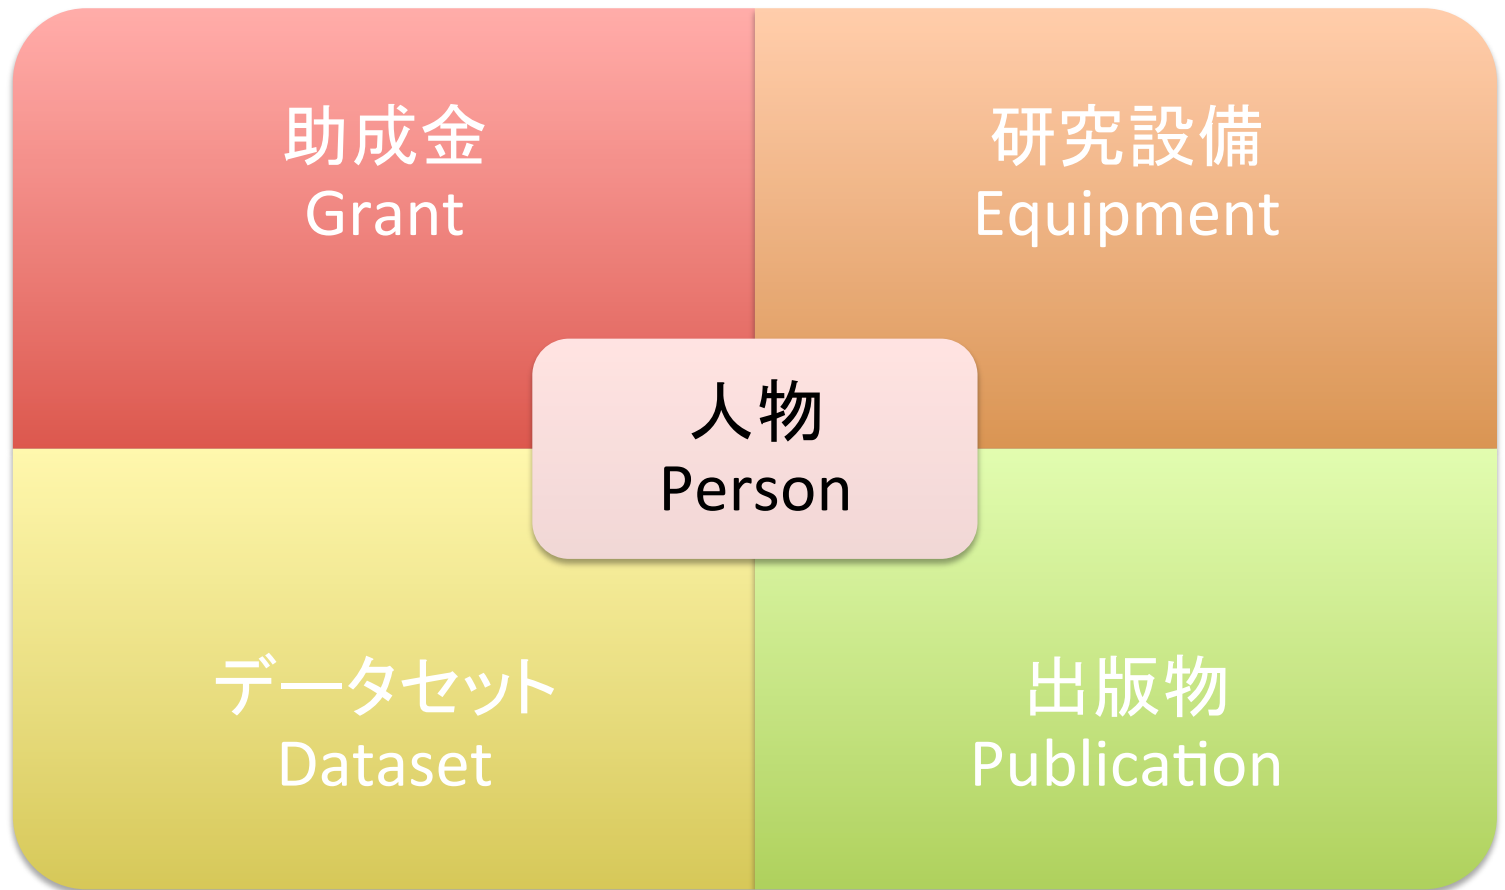 助成金
Grant
研究設備
Equipment
人物
Person
データセット
Dataset
出版物
Publication